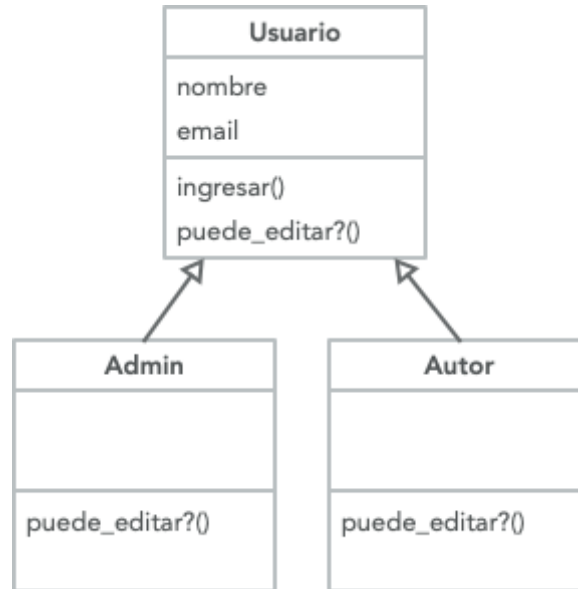 Usuario
nombre
email
ingresar()
puede_editar?()
Admin
puede_editar?()
Autor
puede_editar?()